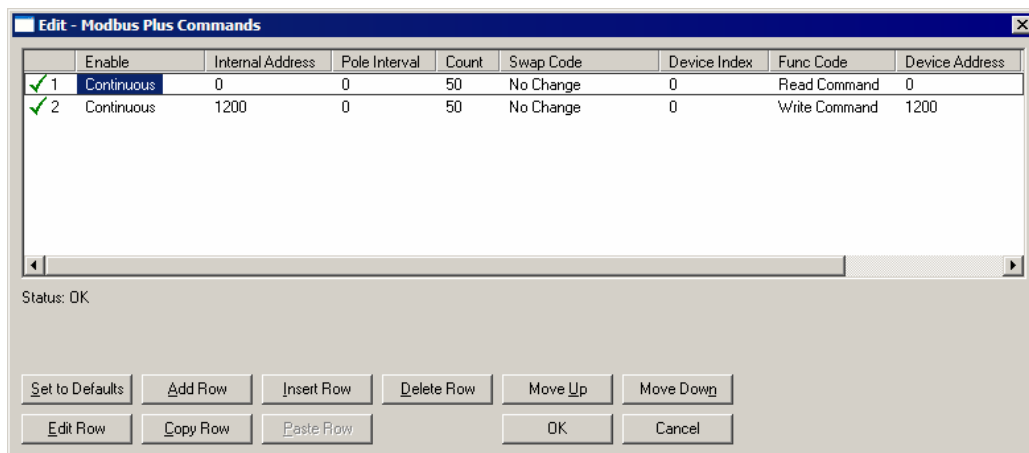 Edit - Modbus Plus Commands
Enable Internal Address Pole Interval Count Swap Code Device Index Func Code Device Address
1 Continuous 0 0 50 No Change 0 Read Command 0
2 Continuous 1200 0 50 No Change 0 Write Command 1200
Status: OK
Set to Defaults Add Row Insert Row Delete Row Move Up Move Down
Edit Row Copy Row Paste Row OK Cancel